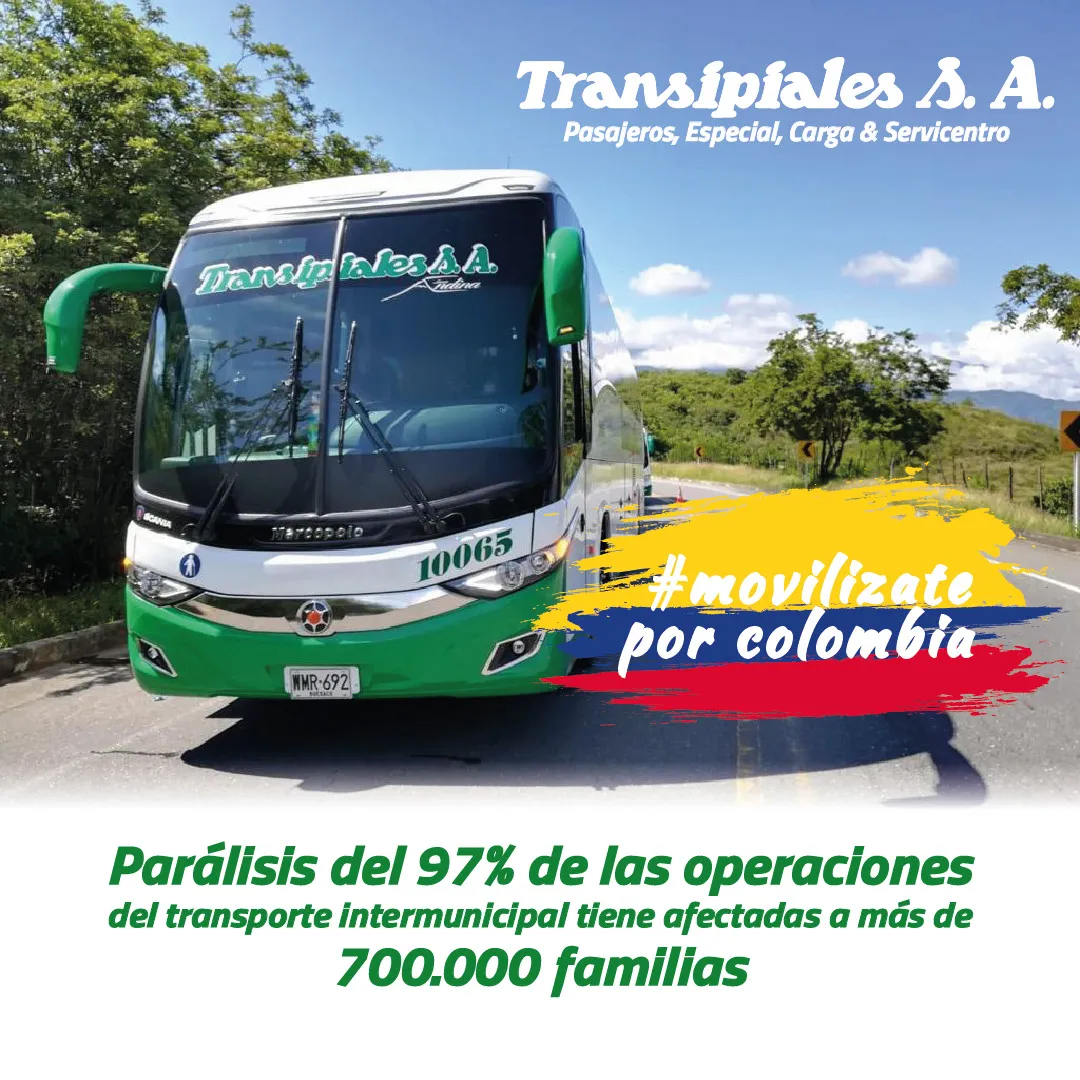 Transipiales S. A.
Pasajeros, Especial, Carga & Servicentro
Transipiales S. A.
Andina
SCANIA
Marcopolo
10065
WMR-692
#movilizate
por colombia
Parálisis del 97% de las operaciones
del transporte intermunicipal tiene afectadas a más de
700.000 familias